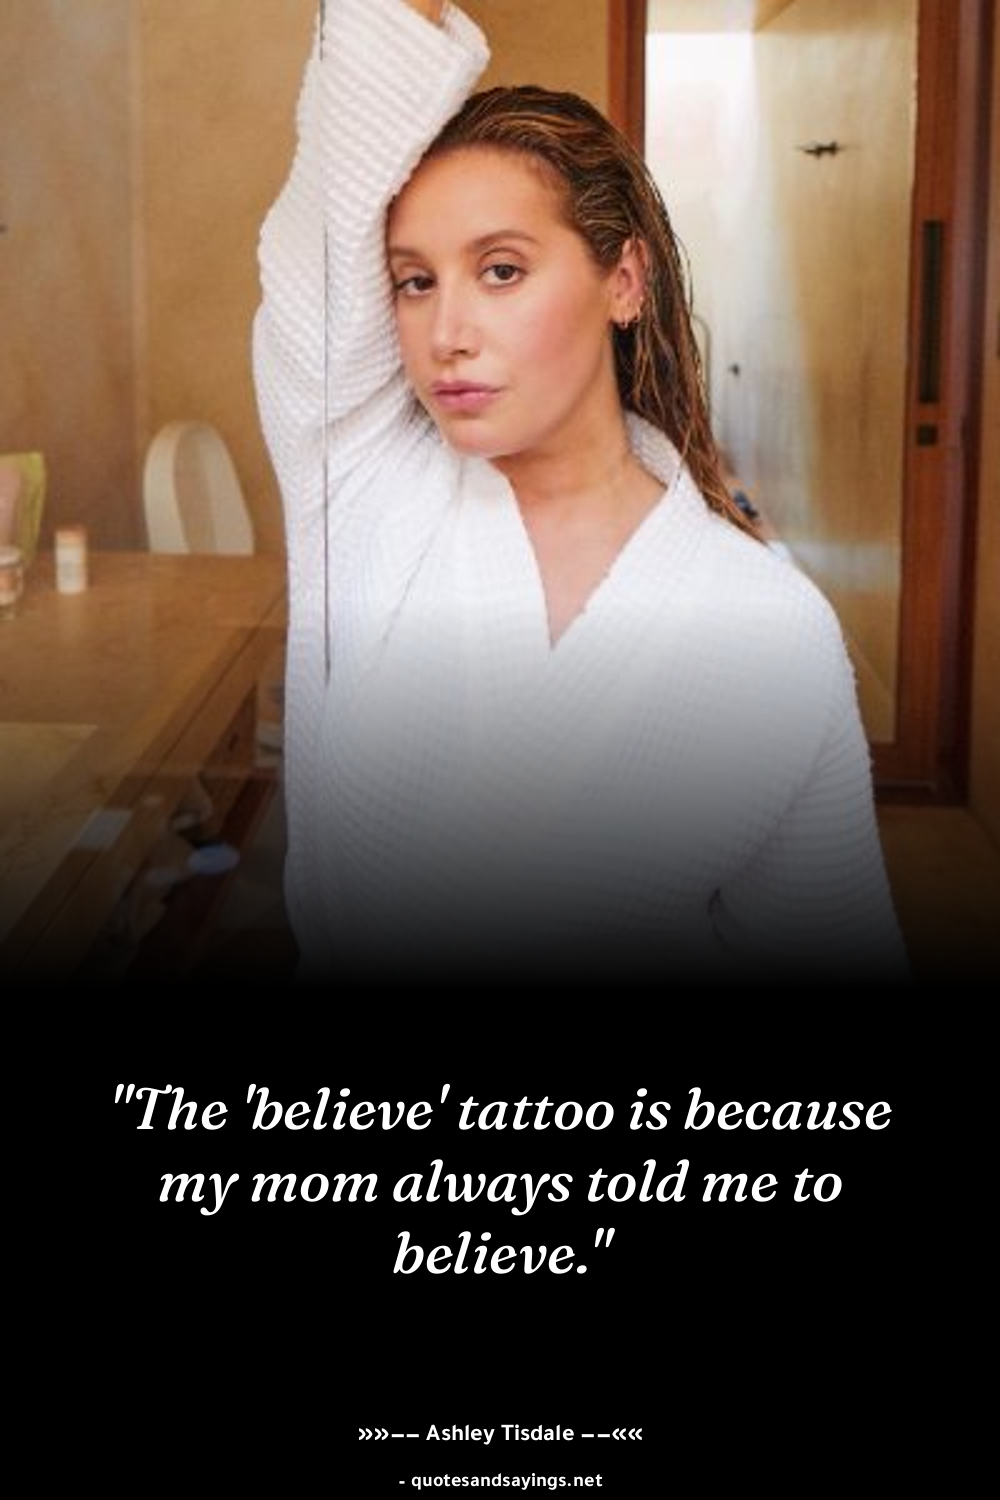 "The 'believe' tattoo is because
my mom always told me to
believe."
»»–– Ashley Tisdale ––««
- quotesandsayings.net